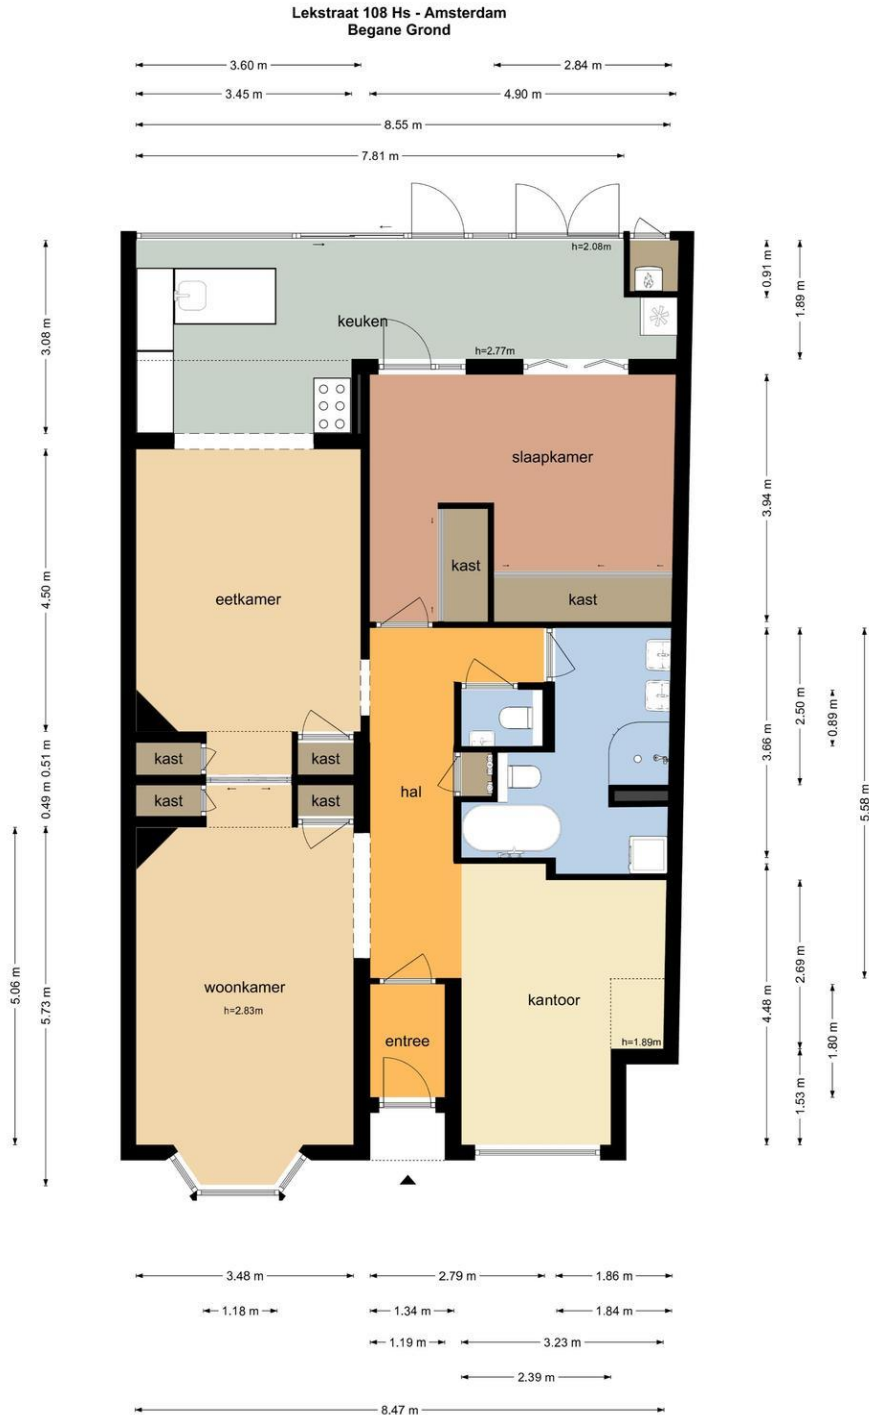 Lekstraat 108 Hs - Amsterdam
Begane Grond
3.60 m
2.84 m
3.45 m
4.90 m
8.55 m
7.81 m
h=2.08m
keuken
h=2.77m
slaapkamer
kast
kast
eetkamer
kast
kast
kast
kast
hal
woonkamer
h=2.83m
kantoor
h=1.89m
entree
3.08 m
4.50 m
0.51 m
0.49 m
5.06 m
5.73 m
0.91 m
1.89 m
3.94 m
3.66 m
2.50 m
0.89 m
5.58 m
4.48 m
2.69 m
1.80 m
1.53 m
3.48 m
2.79 m
1.86 m
1.18 m
1.34 m
1.84 m
1.19 m
3.23 m
2.39 m
8.47 m